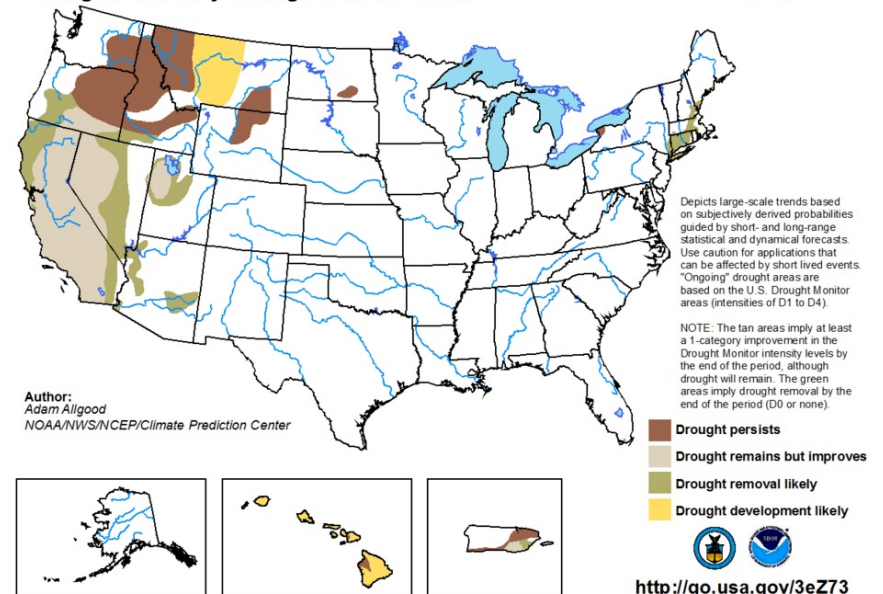 Depicts large-scale trends based
on subjectively derived probabilities
guided by short- and long-range
statistical and dynamical forecasts.
Use caution for applications that
can be affected by short lived events.
"Ongoing" drought areas are
based on the U.S. Drought Monitor
areas (intensities of D1 to D4).
NOTE: The tan areas imply at least
a 1-category improvement in the
Drought Monitor intensity levels by
the end of the period, although
drought will remain. The green
areas imply drought removal by the
end of the period (D0 or none).
Author:
Adam Allgood
NOAA/NWS/NCEP/Climate Prediction Center
Drought persists
Drought remains but improves
Drought removal likely
Drought development likely
http://go.usa.gov/3eZ73